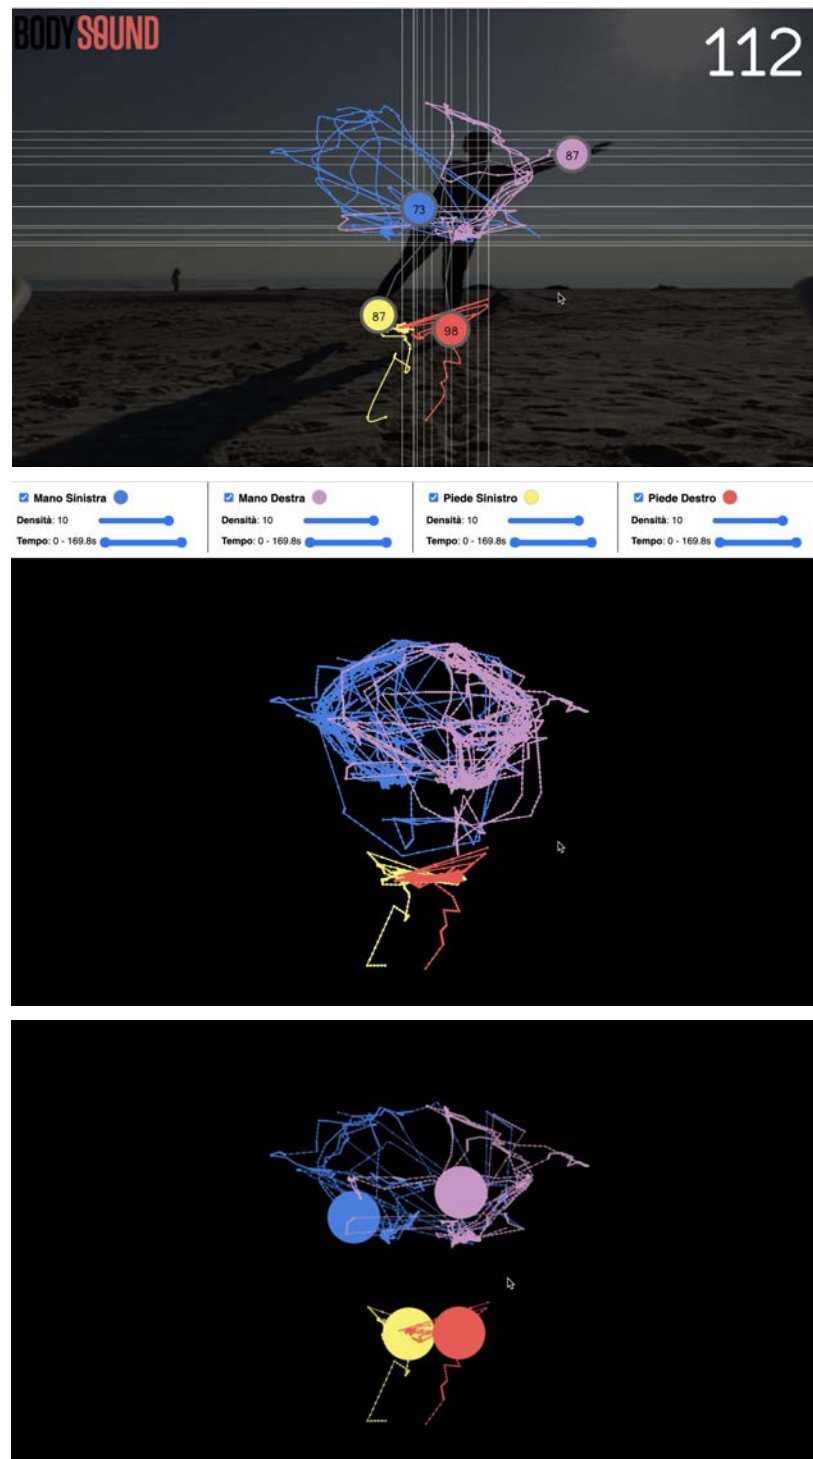 BODYSOUND
112
87
73
87
98
Mano Sinistra
Densità: 10
Tempo: 0 - 169.8s
Mano Destra
Densità: 10
Tempo: 0 - 169.8s
Piede Sinistro
Densità: 10
Tempo: 0 - 169.8s
Piede Destro
Densità: 10
Tempo: 0 - 169.8s